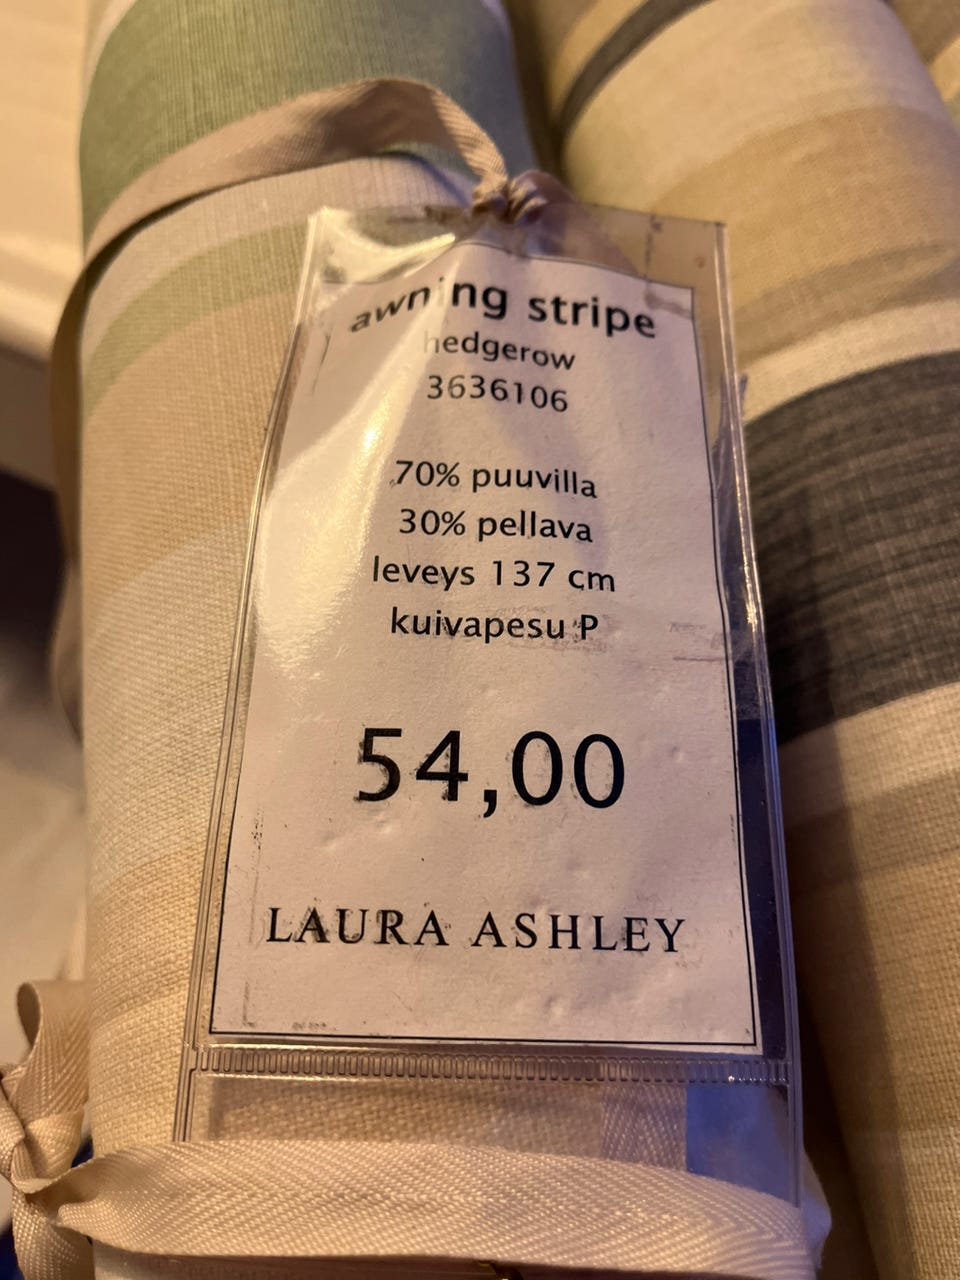 awning stripe
hedgerow
3636106
70% puuvilla
30% pellava
leveys 137 cm
kuivapesu P
54,00
LAURA ASHLEY